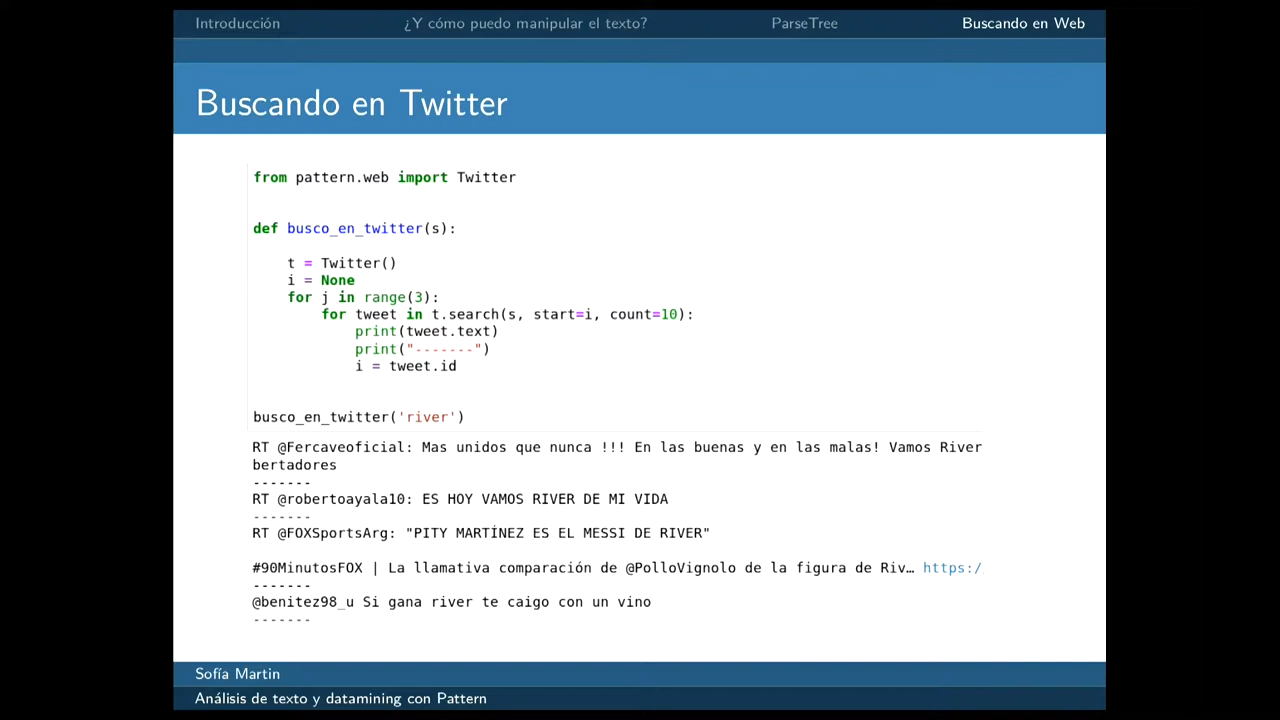 Introducción ¿Y cómo puedo manipular el texto? ParseTree Buscando en Web
Buscando en Twitter
from pattern.web import Twitter
def busco_en_twitter(s):
t = Twitter()
i = None
for j in range(3):
for tweet in t.search(s, start=i, count=10):
print(tweet.text)
print("-------")
i = tweet.id
busco_en_twitter('river')
RT @Fercaveoficial: Mas unidos que nunca !!! En las buenas y en las malas! Vamos River
bertadores
-------
RT @robertoayala10: ES HOY VAMOS RIVER DE MI VIDA
-------
RT @FOXSportsArg: "PITY MARTÍNEZ ES EL MESSI DE RIVER"
#90MinutosFOX | La llamativa comparación de @PolloVignolo de la figura de Riv… https:/
-------
@benitez98_u Si gana river te caigo con un vino
-------
Sofía Martin
Análisis de texto y datamining con Pattern